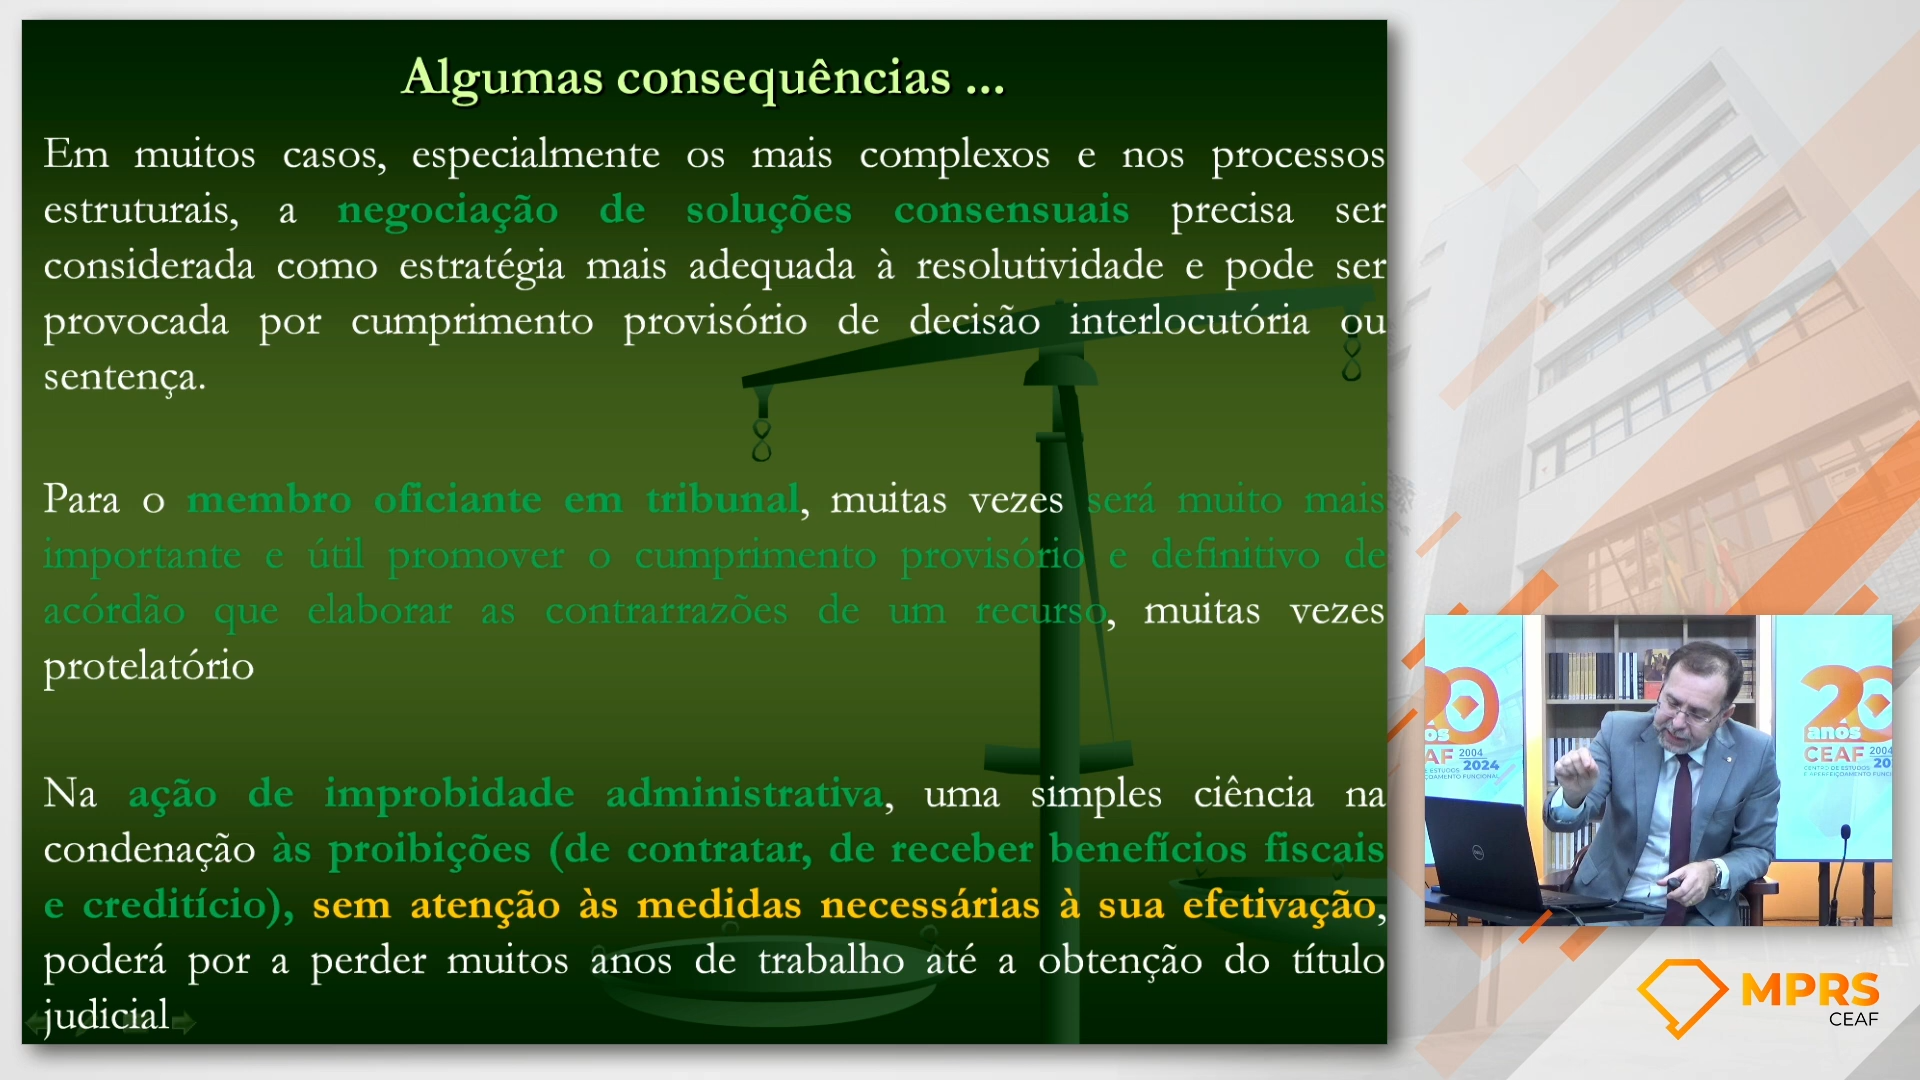 Algumas consequências ...
Em muitos casos, especialmente os mais complexos e nos processos
estruturais, a negociação de soluções consensuais precisa ser
considerada como estratégia mais adequada à resolutividade e pode ser
provocada por cumprimento provisório de decisão interlocutória ou
sentença.
Para o membro oficiante em tribunal, muitas vezes será muito mais
importante e útil promover o cumprimento provisório e definitivo de
acórdão que elaborar as contrarrazões de um recurso, muitas vezes
protelatório
Na ação de improbidade administrativa, uma simples ciência na
condenação às proibições (de contratar, de receber benefícios fiscais
e creditício), sem atenção às medidas necessárias à sua efetivação,
poderá por a perder muitos anos de trabalho até a obtenção do título
judicial
20
os
AF 2004
2024
20
anos
CEAF 2004
20
MPRS
CEAF